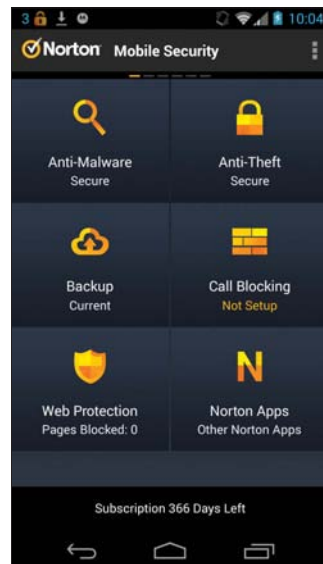 3 10:04
Norton Mobile Security
Anti-Malware
Secure
Anti-Theft
Secure
Backup
Current
Call Blocking
Not Setup
Web Protection
Pages Blocked: 0
N
Norton Apps
Other Norton Apps
Subscription 366 Days Left